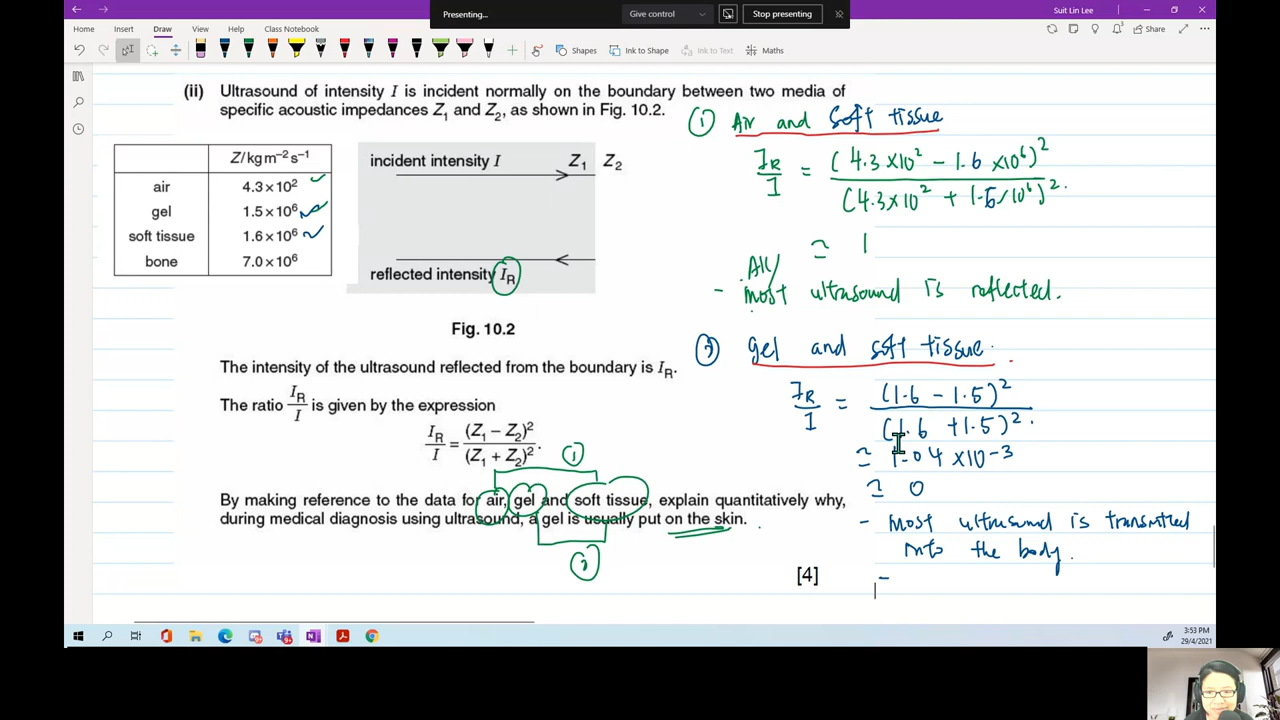 Suit Lin Lee
Presenting...
Give control
Stop presenting
Home Insert Draw View Help Class Notebook
Share
Shapes
Ink to Shape
Ink to Text
Maths
(ii) Ultrasound of intensity I is incident normally on the boundary between two media of
specific acoustic impedances Z1 and Z2, as shown in Fig. 10.2.
Z/kg m−2 s−1
air 4.3 × 10²
gel 1.5 × 10⁶
soft tissue 1.6 × 10⁶
bone 7.0 × 10⁶
incident intensity I Z1 Z2
reflected intensity IR
Fig. 10.2
The intensity of the ultrasound reflected from the boundary is IR.
The ratio IR/I is given by the expression
IR/I = (Z1 − Z2)²/(Z1 + Z2)².
① 
By making reference to the data for air, gel and soft tissue, explain quantitatively why,
during medical diagnosis using ultrasound, a gel is usually put on the skin.
②
[4]
① Air and soft tissue
IR/I = (4.3×10² − 1.6×10⁶)²/(4.3×10² + 1.6×10⁶)².
≃ 1
All/
- most ultrasound is reflected.
② Gel and soft tissue.
IR/I = (1.6 − 1.5)²/(1.6 + 1.5)².
≃ 1.04 × 10−3
≃ 0
- most ultrasound is transmitted
into the body.
-
3:53 PM
29/4/2021